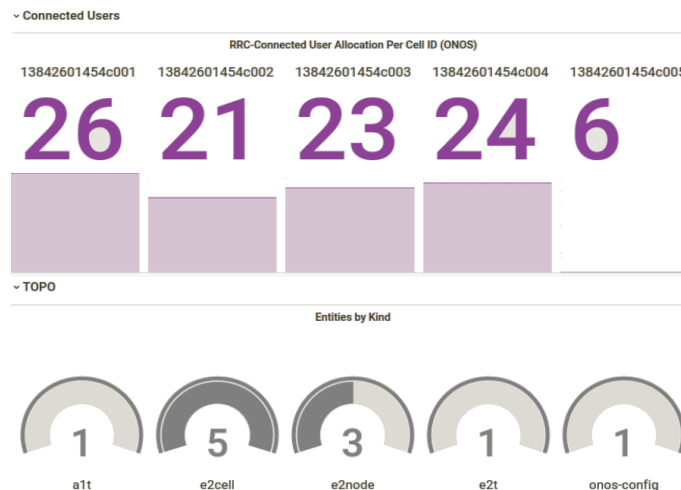 Connected Users
RRC-Connected User Allocation Per Cell ID (ONOS)
13842601454c001 13842601454c002 13842601454c003 13842601454c004 13842601454c005
26 21 23 24 6
TOPO
Entities by Kind
1 5 3 1 1
a1t e2cell e2node e2t onos-config